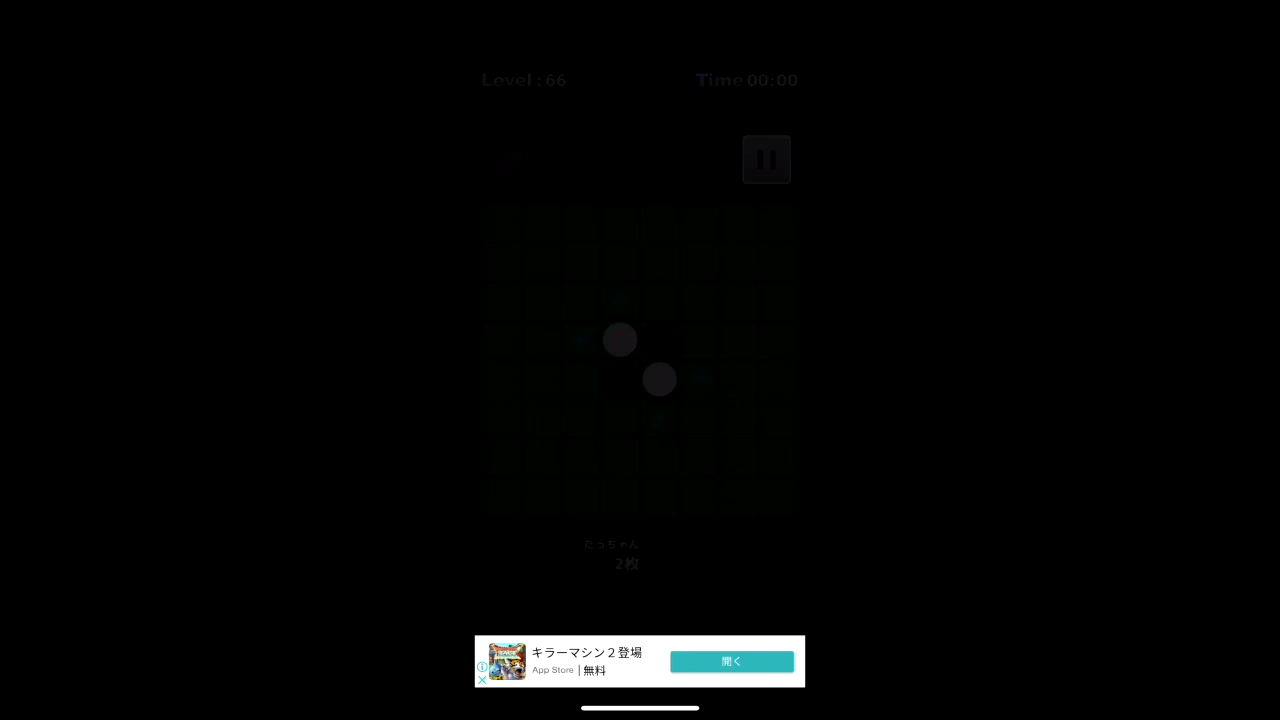 Level : 66
Time 00:00
たっちゃん
2枚
キラーマシン２登場
App Store | 無料
開く